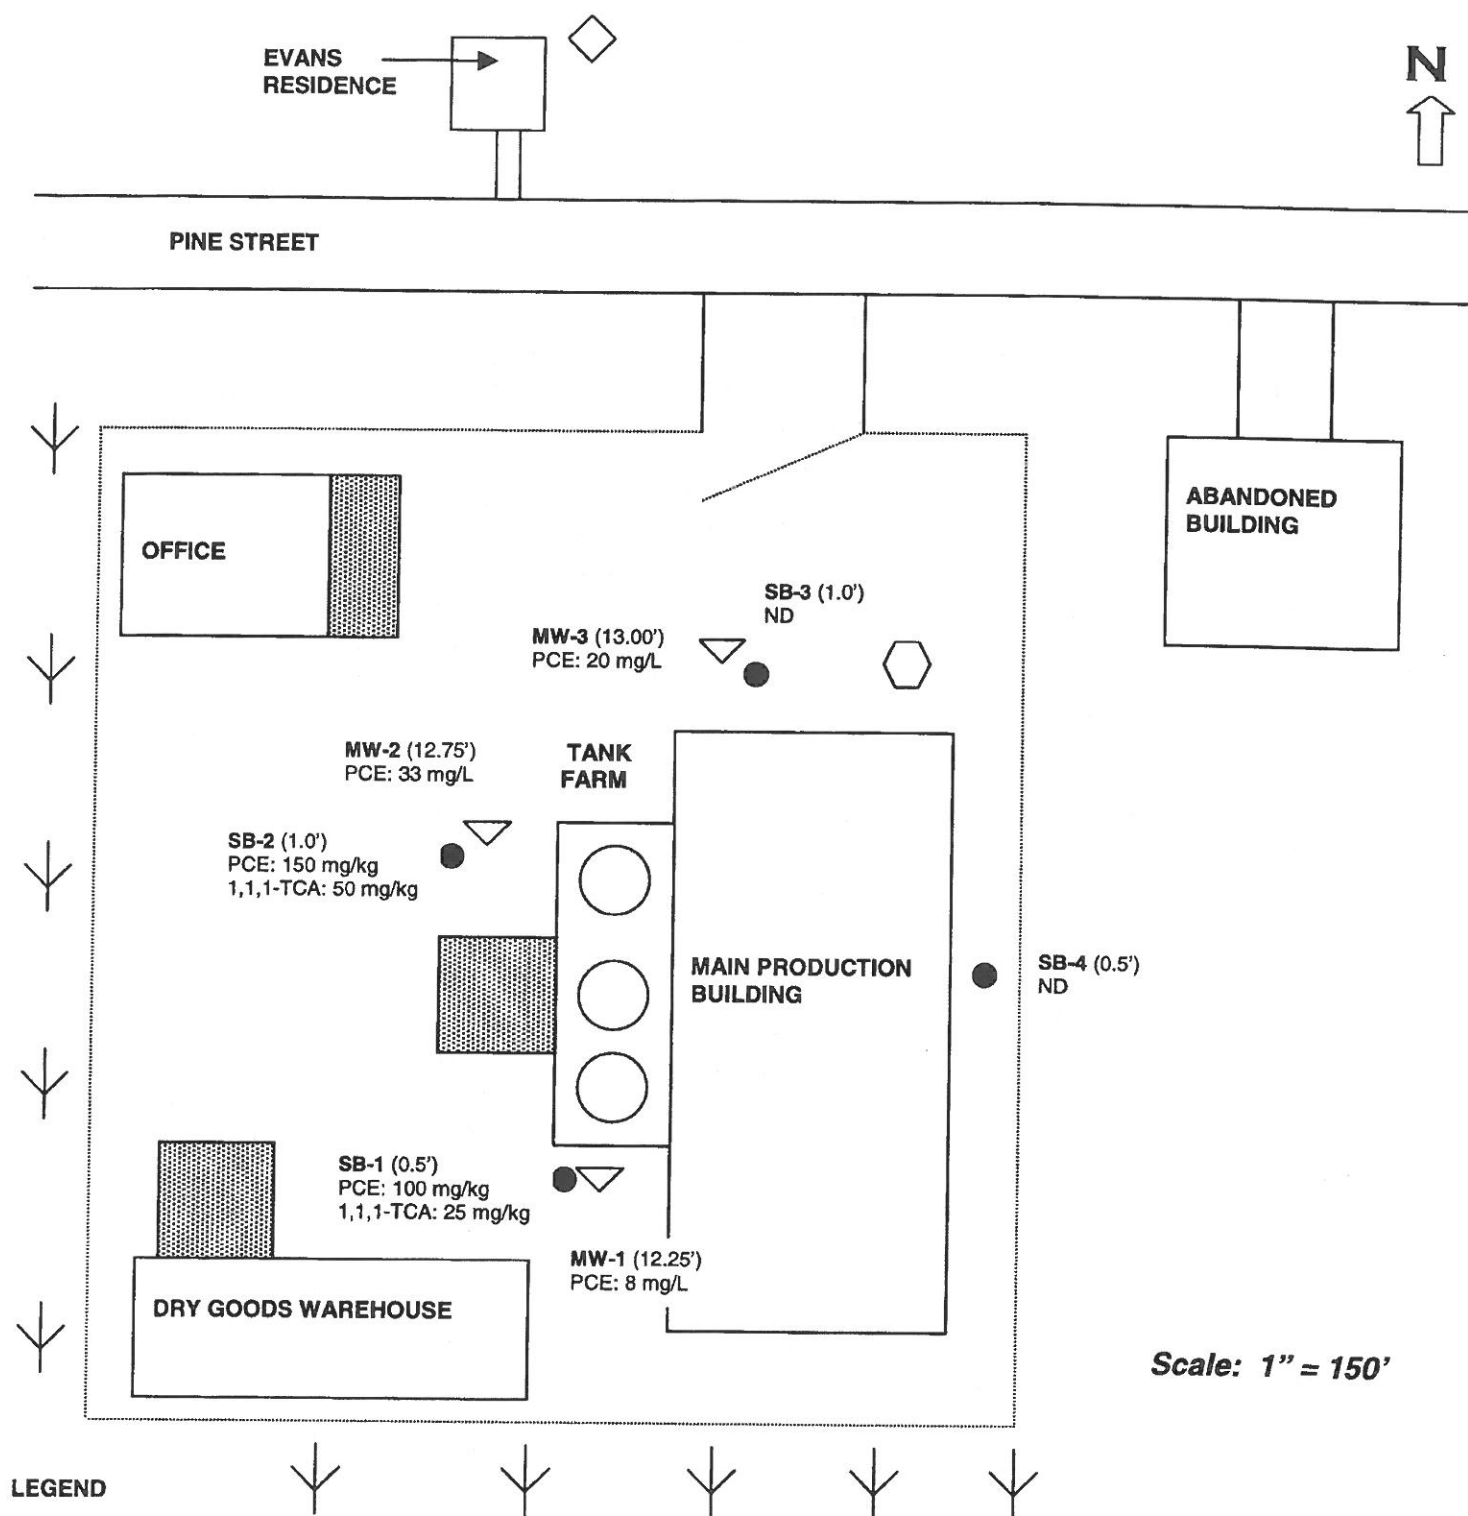 EVANS
RESIDENCE
N
PINE STREET
OFFICE
ABANDONED
BUILDING
SB-3 (1.0')
ND
MW-3 (13.00')
PCE: 20 mg/L
MW-2 (12.75')
PCE: 33 mg/L
TANK
FARM
SB-2 (1.0')
PCE: 150 mg/kg
1,1,1-TCA: 50 mg/kg
MAIN PRODUCTION
BUILDING
SB-4 (0.5')
ND
SB-1 (0.5')
PCE: 100 mg/kg
1,1,1-TCA: 25 mg/kg
MW-1 (12.25')
PCE: 8 mg/L
DRY GOODS WAREHOUSE
Scale: 1” = 150’
LEGEND